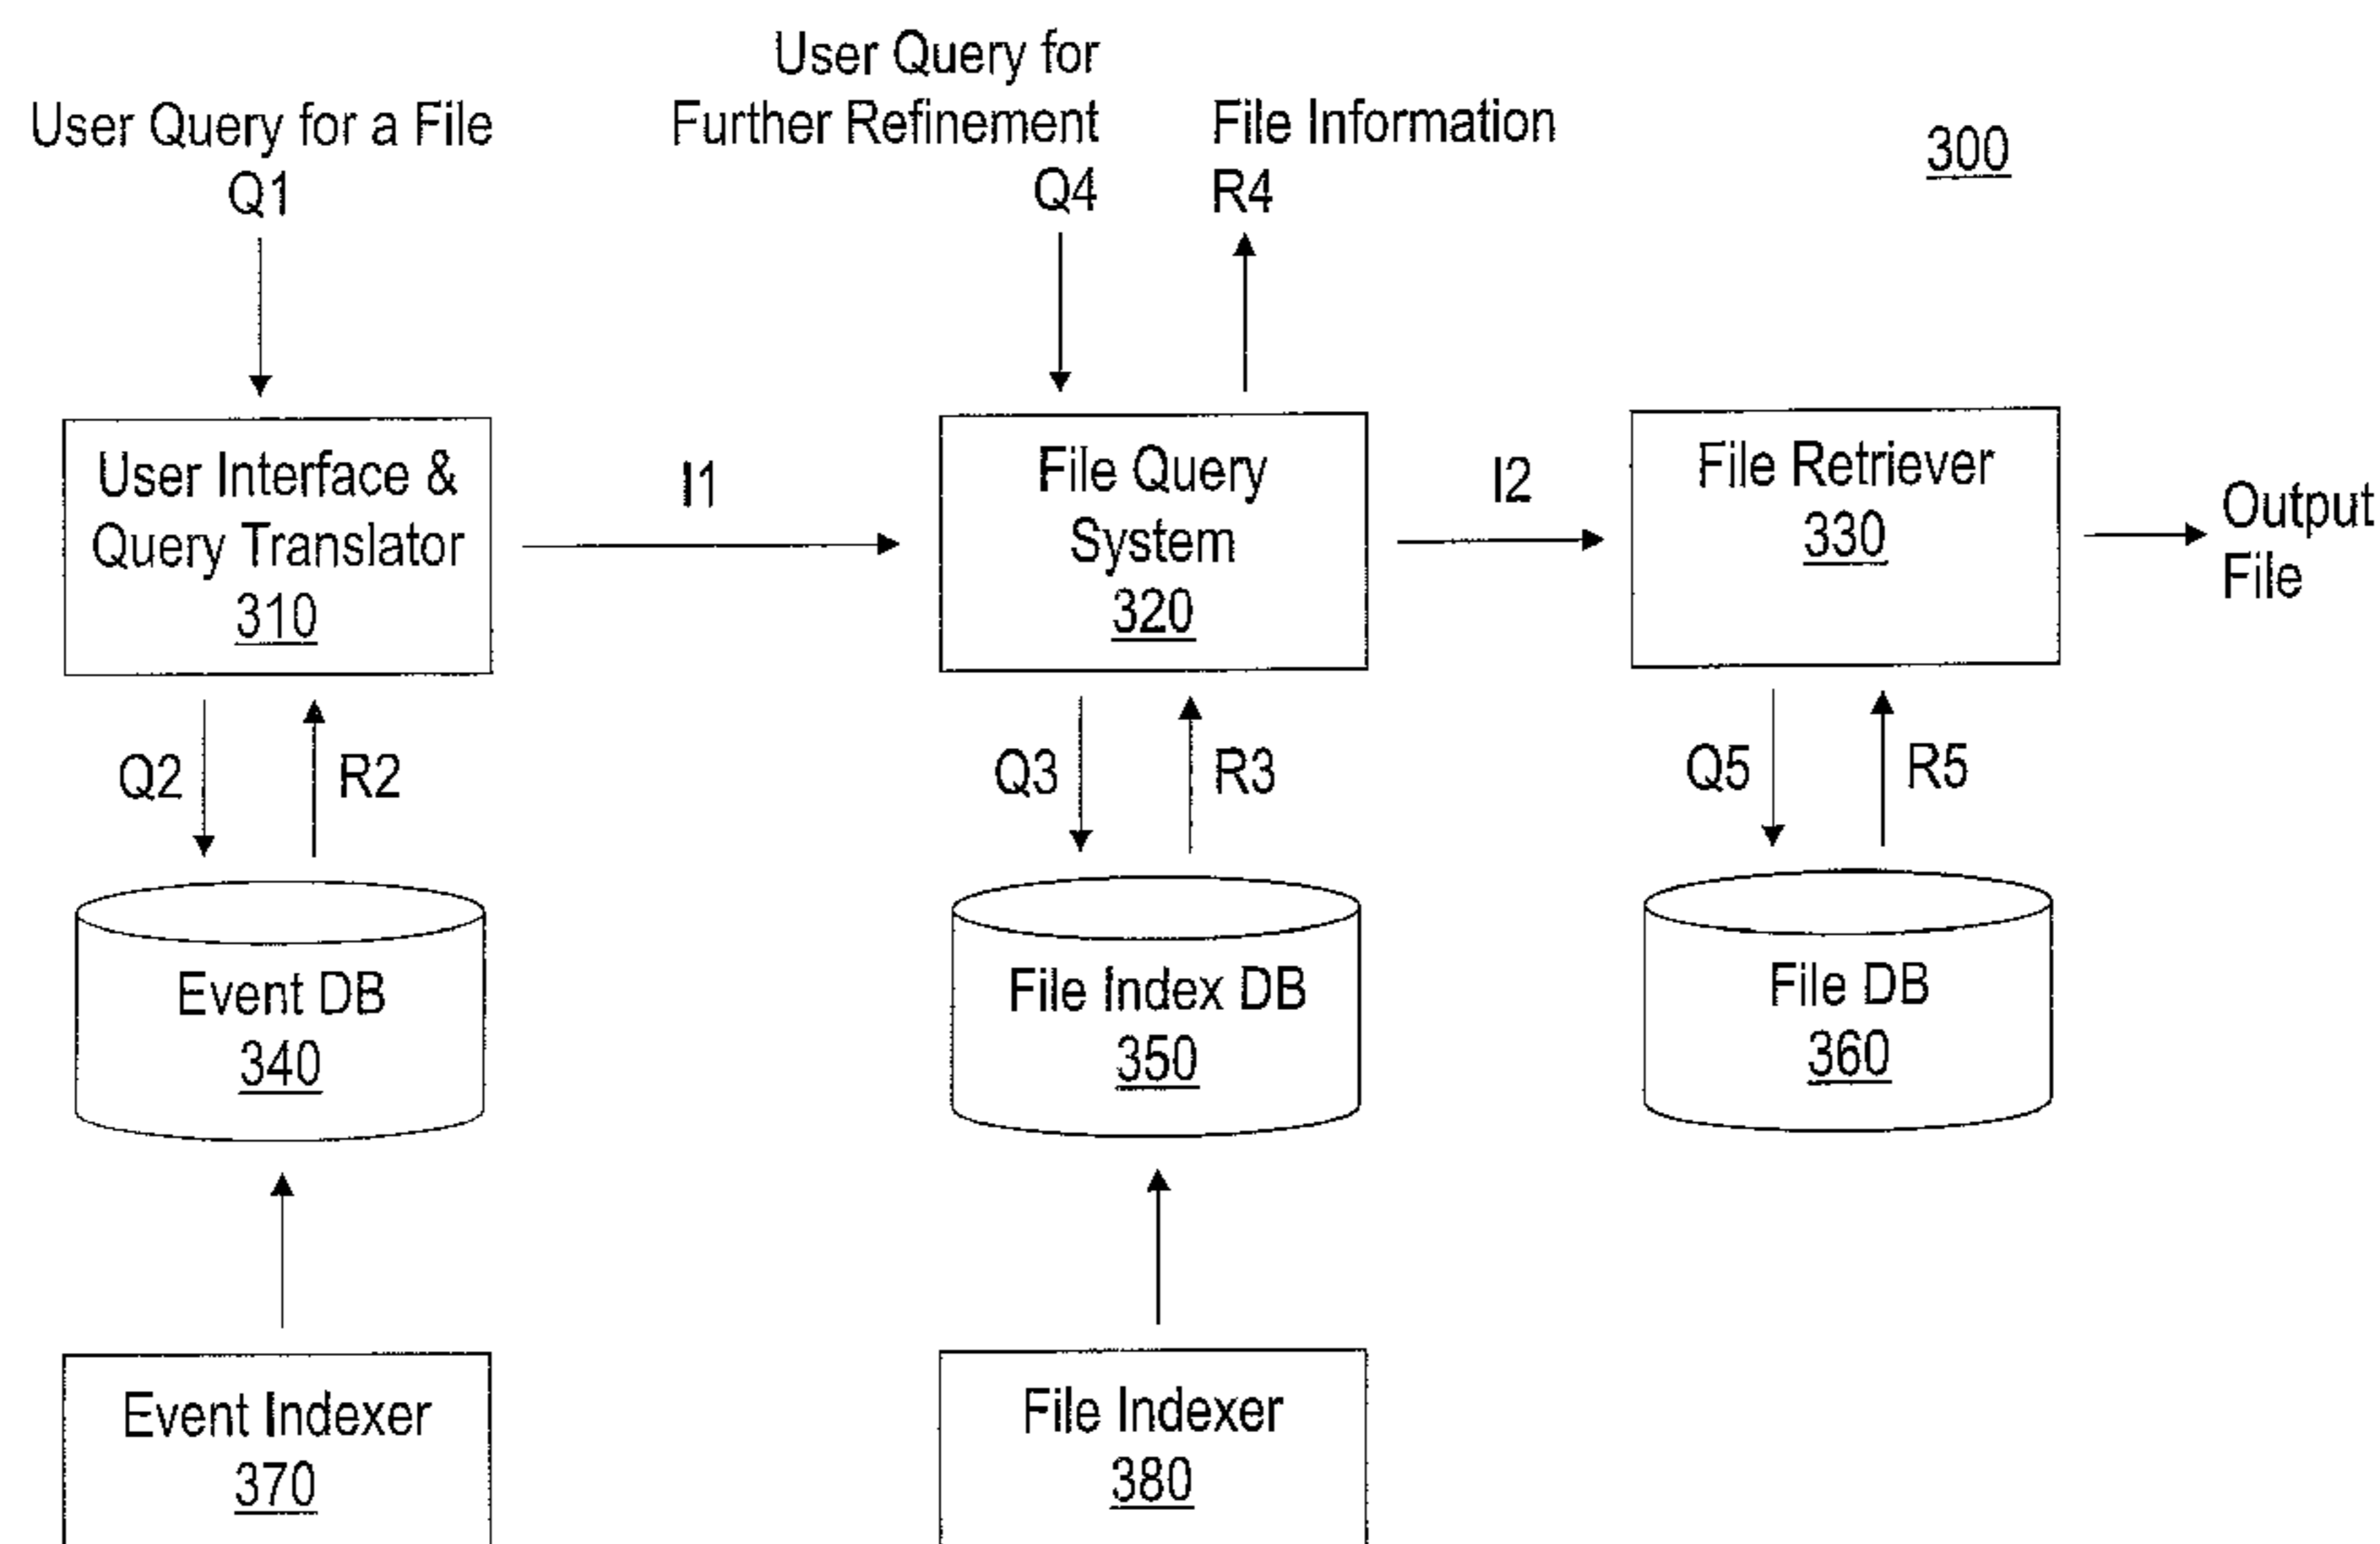 User Query for a File
Q1
User Query for
Further Refinement
Q4
File Information
R4
300
User Interface &
Query Translator
310
I1
File Query
System
320
I2
File Retriever
330
Output
File
Q2
R2
Q3
R3
Q5
R5
Event DB
340
File Index DB
350
File DB
360
Event Indexer
370
File Indexer
380